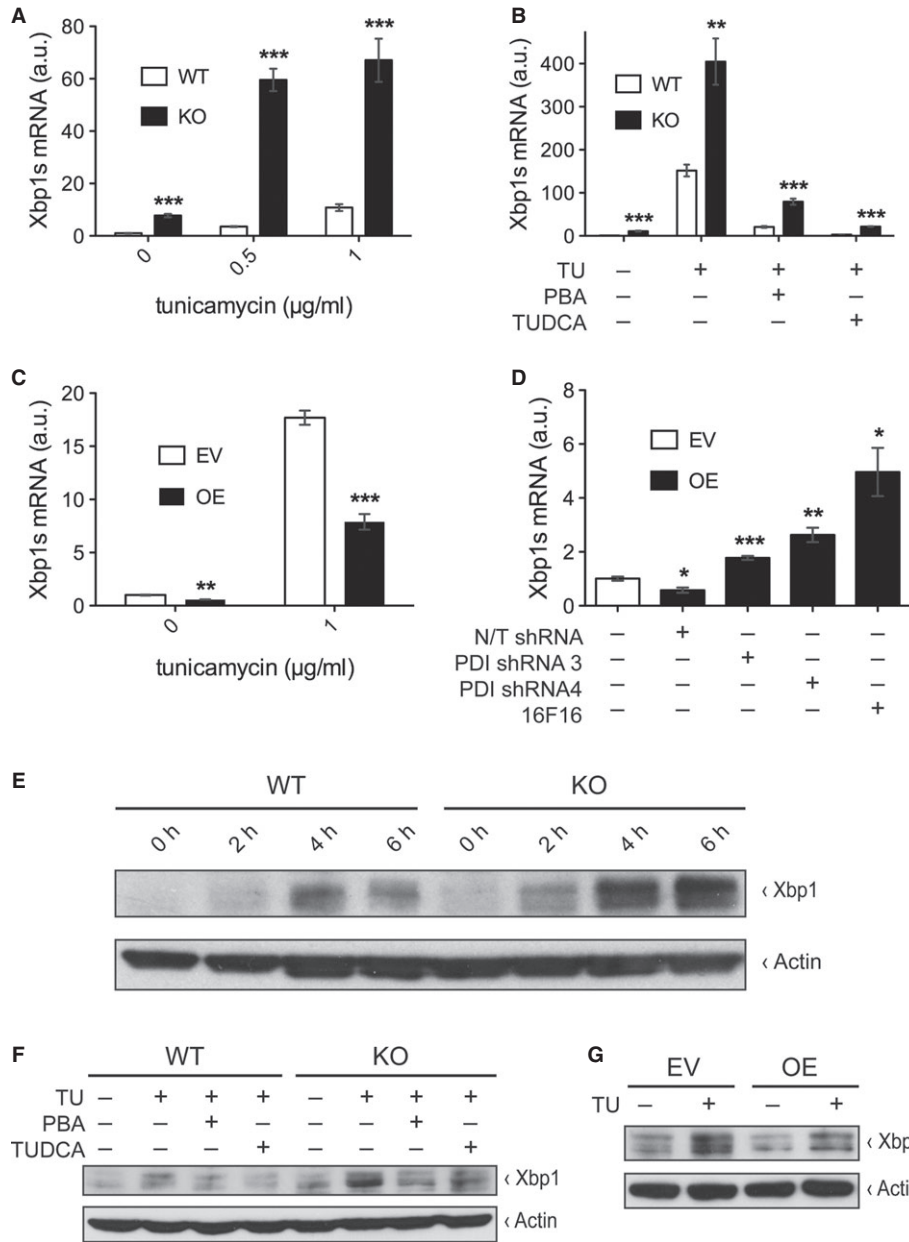 A
Xbp1s mRNA (a.u.)
80
60
40
20
0
WT
KO
***
***
***
0
0.5
1
tunicamycin (µg/ml)
B
Xbp1s mRNA (a.u.)
400
300
200
100
0
WT
KO
***
**
***
***
TU – + + +
PBA – – + –
TUDCA – – – +
C
Xbp1s mRNA (a.u.)
20
15
10
5
0
EV
OE
**
***
0
1
tunicamycin (µg/ml)
D
Xbp1s mRNA (a.u.)
8
6
4
2
0
EV
OE
*
***
**
*
N/T shRNA – + – – –
PDI shRNA 3 – – + – –
PDI shRNA4 – – – + –
16F16 – – – – +
E
WT KO
0 h 2 h 4 h 6 h 0 h 2 h 4 h 6 h
‹ Xbp1
‹ Actin
F
WT KO
TU – + + + – + + +
PBA – – + – – – + –
TUDCA – – – + – – – +
‹ Xbp1
‹ Actin
G
EV OE
TU – + – +
‹ Xbp
‹ Acti